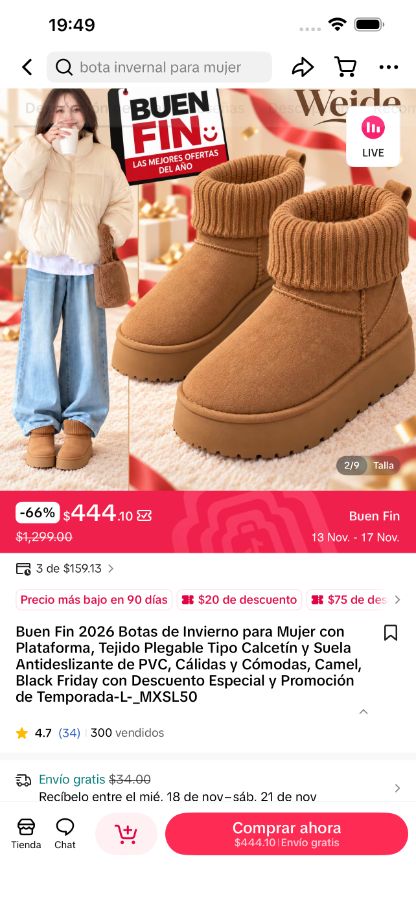 19:49
bota invernal para mujer
BUEN
FIN
LAS MEJORES OFERTAS
DEL AÑO
Weide
LIVE
2/9 Talla
-66% $444.10
Buen Fin
$1,299.00
13 Nov. - 17 Nov.
3 de $159.13
Precio más bajo en 90 días
$20 de descuento
$75 de des
Buen Fin 2026 Botas de Invierno para Mujer con
Plataforma, Tejido Plegable Tipo Calcetín y Suela
Antideslizante de PVC, Cálidas y Cómodas, Camel,
Black Friday con Descuento Especial y Promoción
de Temporada-L-_MXSL50
4.7 (34) 300 vendidos
Envío gratis $34.00
Recíbelo entre el mié. 18 de nov–sáb. 21 de nov
Tienda
Chat
Comprar ahora
$444.10 | Envío gratis